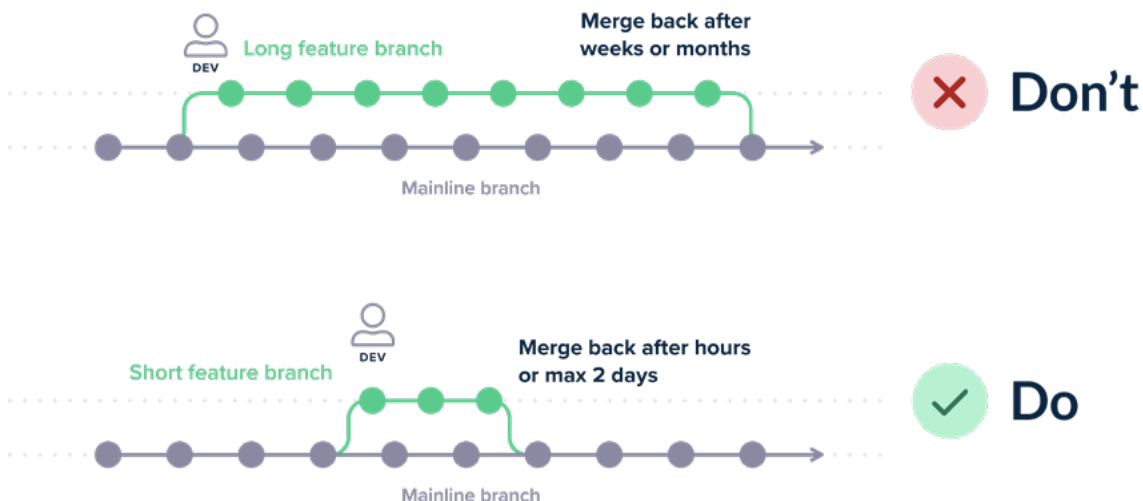 DEV
Long feature branch
Merge back after
weeks or months
Don't
Mainline branch
DEV
Short feature branch
Merge back after hours
or max 2 days
Do
Mainline branch